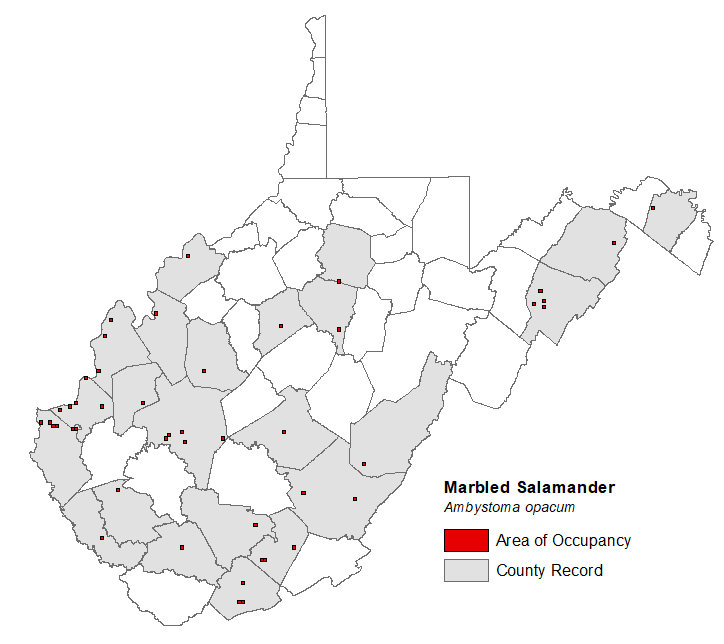 Marbled Salamander
Ambystoma opacum
Area of Occupancy
County Record